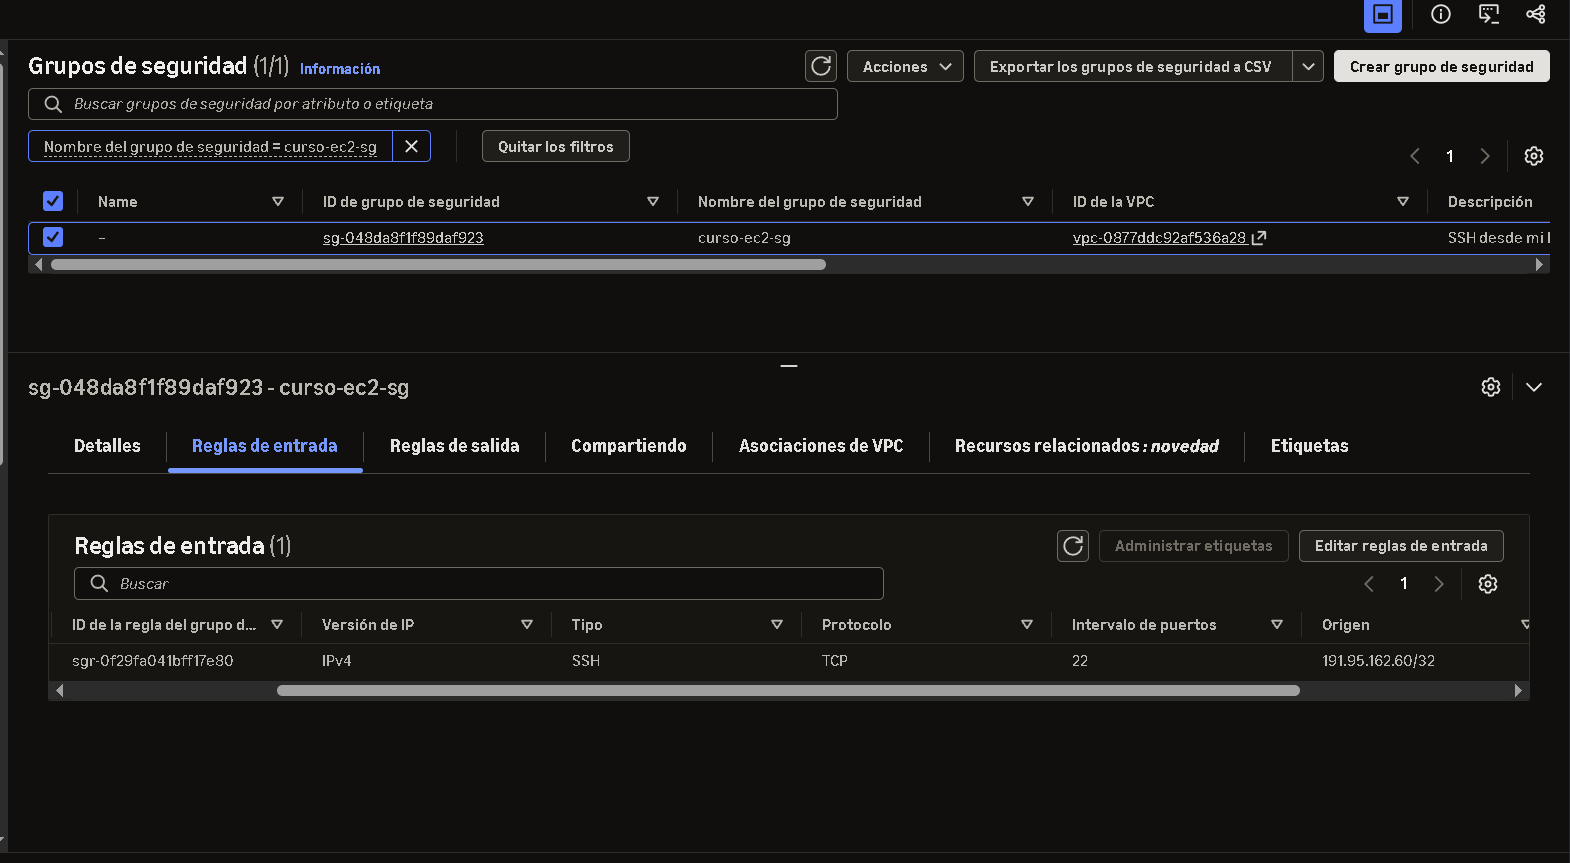 Grupos de seguridad (1/1) Información
Acciones
Exportar los grupos de seguridad a CSV
Crear grupo de seguridad
Buscar grupos de seguridad por atributo o etiqueta
Nombre del grupo de seguridad = curso-ec2-sg
Quitar los filtros
1
Name ID de grupo de seguridad Nombre del grupo de seguridad ID de la VPC Descripción
– sg-048da8f1f89daf923 curso-ec2-sg vpc-0877ddc92af536a28 SSH desde mi I
sg-048da8f1f89daf923 - curso-ec2-sg
Detalles Reglas de entrada Reglas de salida Compartiendo Asociaciones de VPC Recursos relacionados : novedad Etiquetas
Reglas de entrada (1)
Administrar etiquetas
Editar reglas de entrada
Buscar
1
ID de la regla del grupo d... Versión de IP Tipo Protocolo Intervalo de puertos Origen
sgr-0f29fa041bff17e80 IPv4 SSH TCP 22 191.95.162.60/32